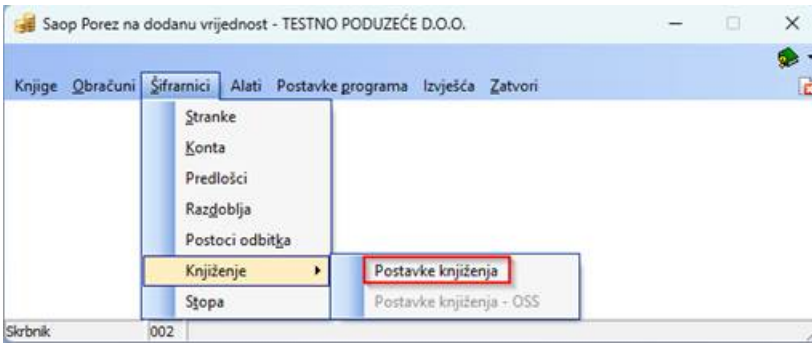 Saop Porez na dodanu vrijednost - TESTNO PODUZEĆE D.O.O.
Knjige Obračuni Šifrarnici Alati Postavke programa Izvješća Zatvori
Stranke
Konta
Predlošci
Razdoblja
Postoci odbitka
Knjiženje
Postavke knjiženja
Stopa
Postavke knjiženja - OSS
Skrbnik 002